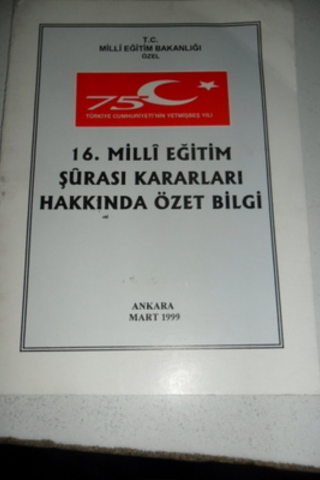 T.C.
MİLLÎ EĞİTİM BAKANLIĞI
ÖZEL
75
TÜRKİYE CUMHURİYETİ'NİN YETMİŞBEŞ YILI
16. MİLLÎ EĞİTİM
ŞÛRASI KARARLARI
HAKKINDA ÖZET BİLGİ
ANKARA
MART 1999